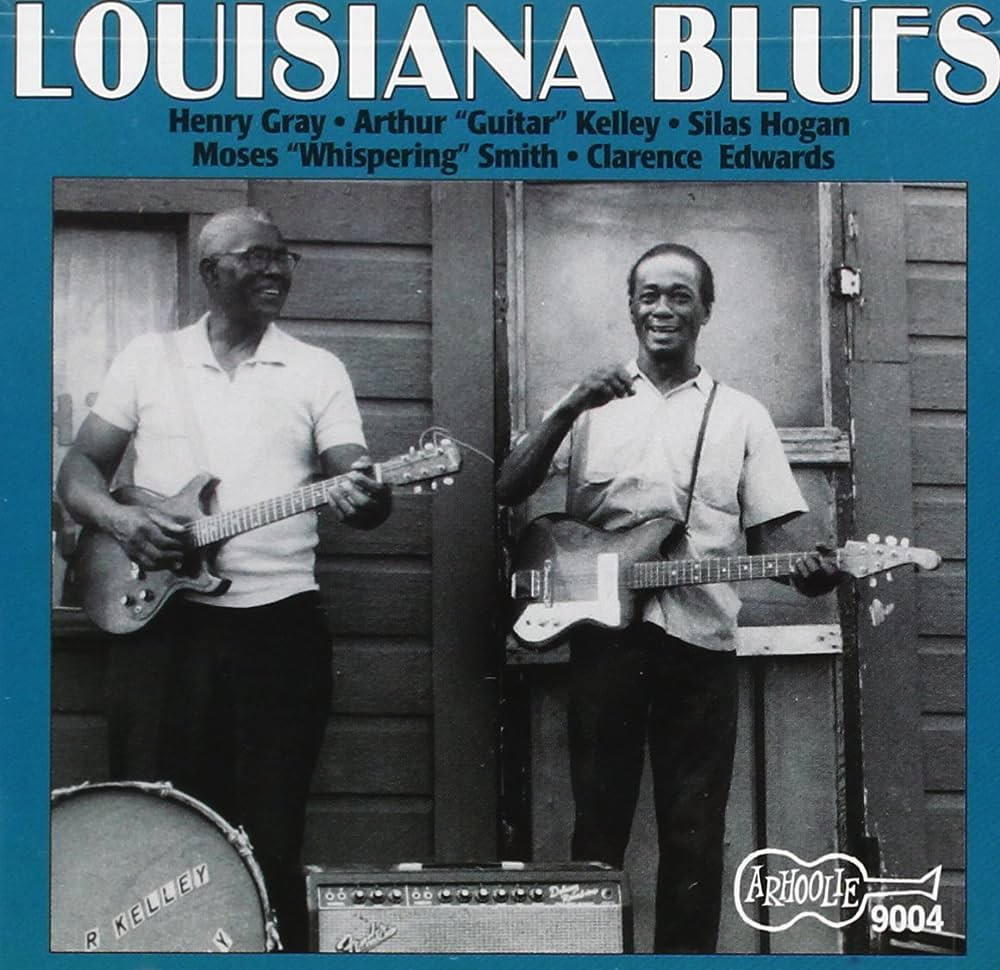 LOUISIANA BLUES
Henry Gray • Arthur “Guitar” Kelley • Silas Hogan
Moses “Whispering” Smith • Clarence Edwards
R KELLEY
Y
Fender
ARHOOLIE
9004